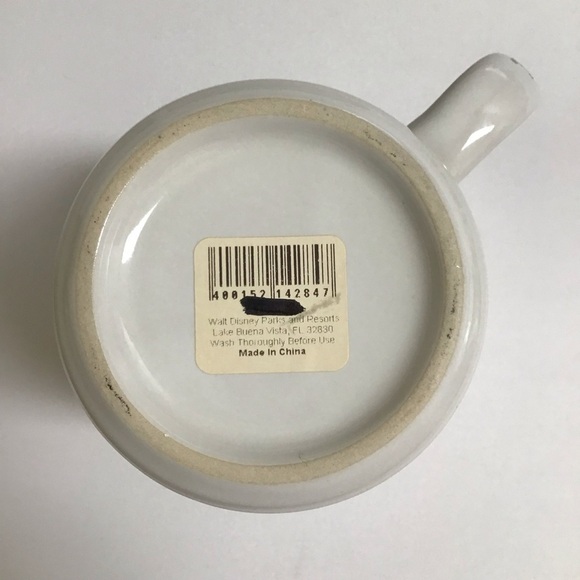 400152 142847
Walt Disney Parks and Resorts
Lake Buena Vista, FL 32830
Wash Thoroughly Before Use
Made In China